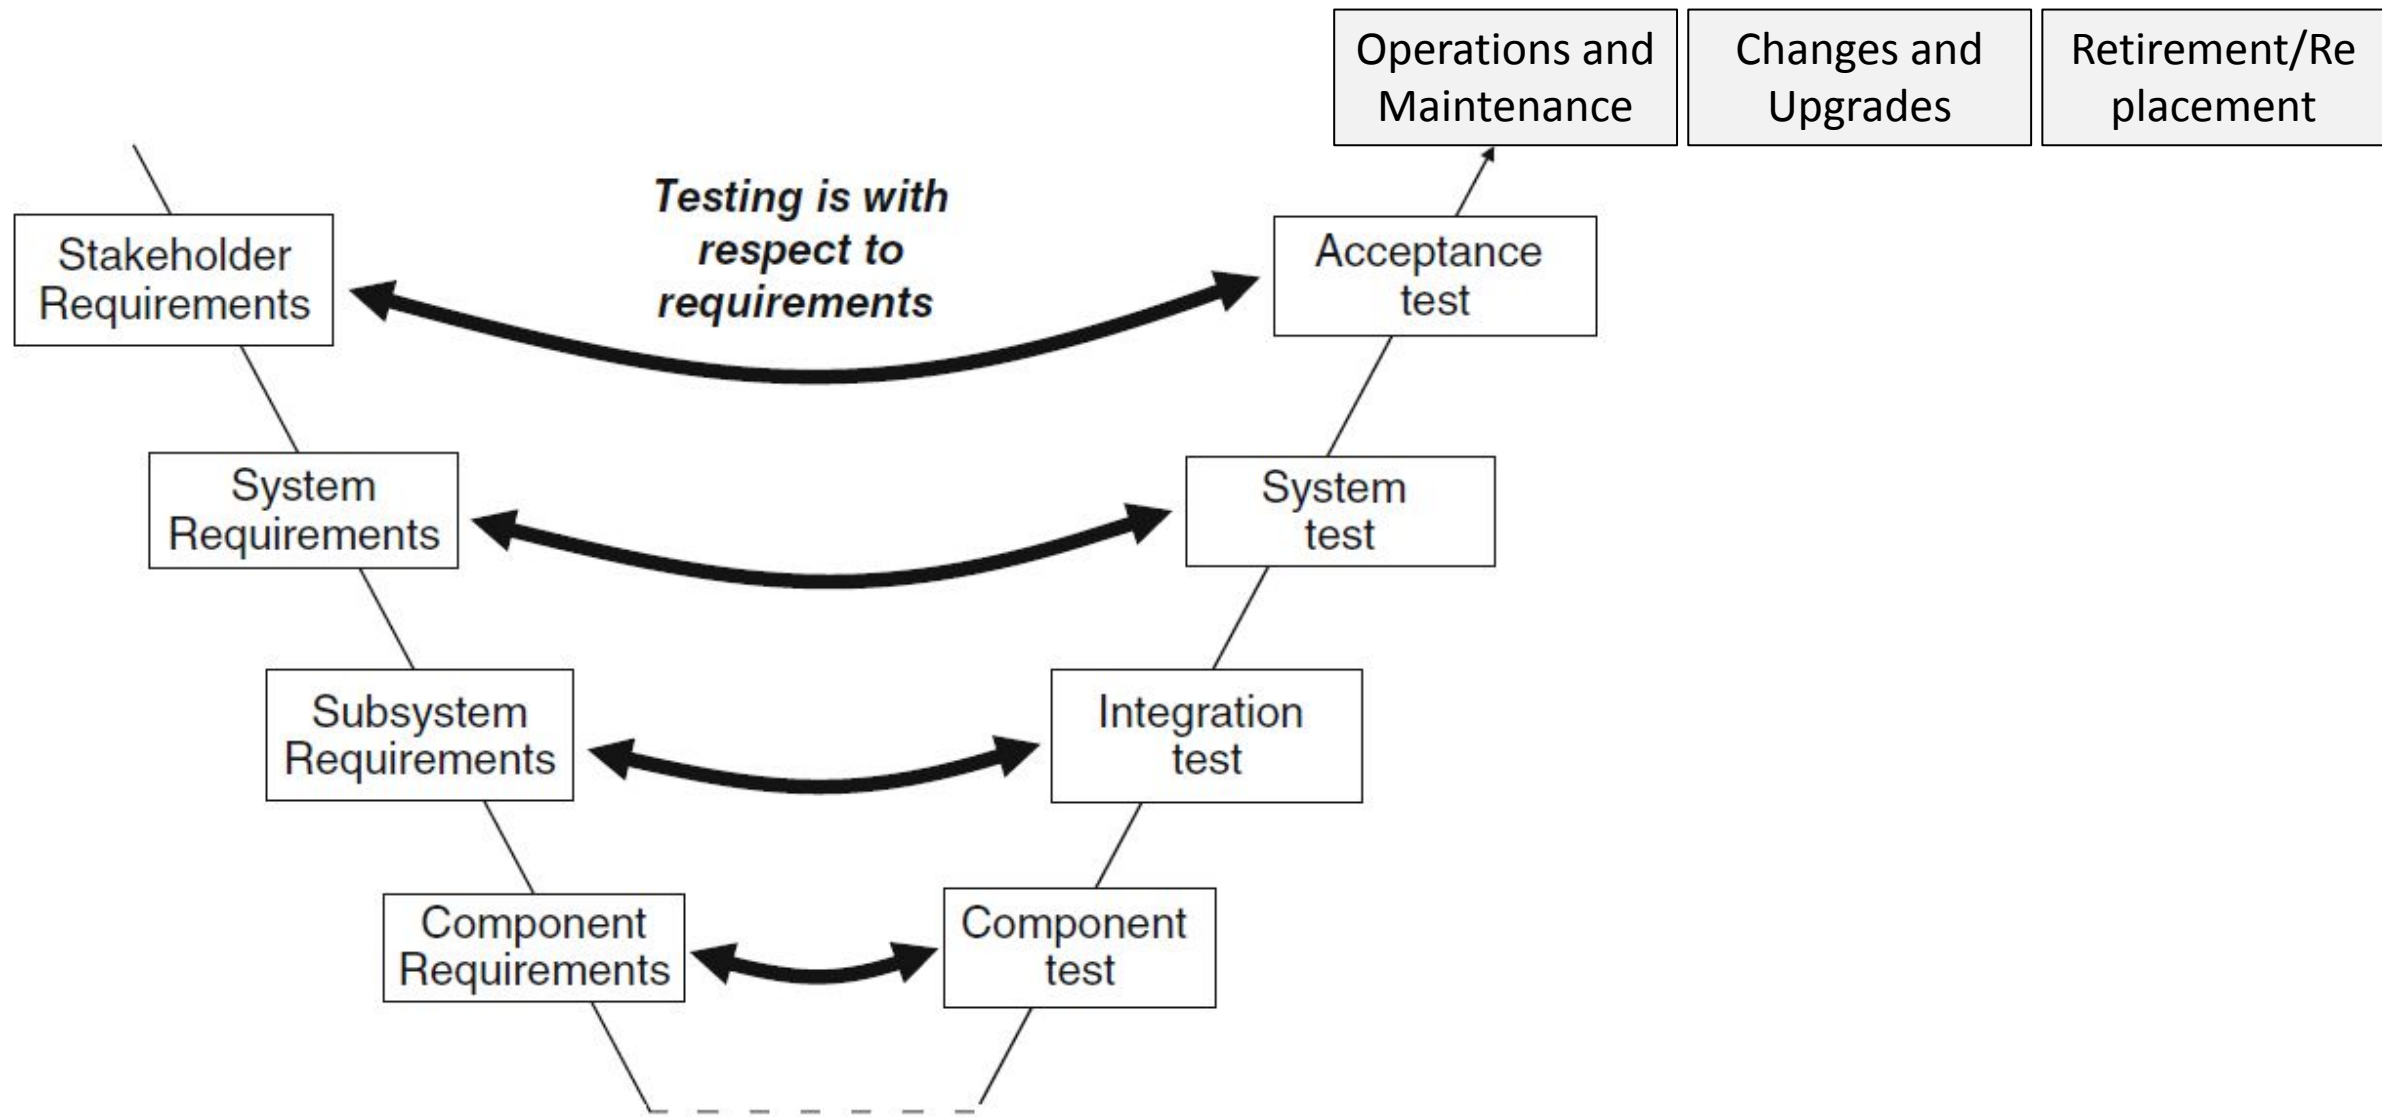 Operations and
Maintenance
Changes and
Upgrades
Retirement/Re
placement
Testing is with
respect to
requirements
Stakeholder
Requirements
Acceptance
test
System
Requirements
System
test
Subsystem
Requirements
Integration
test
Component
Requirements
Component
test